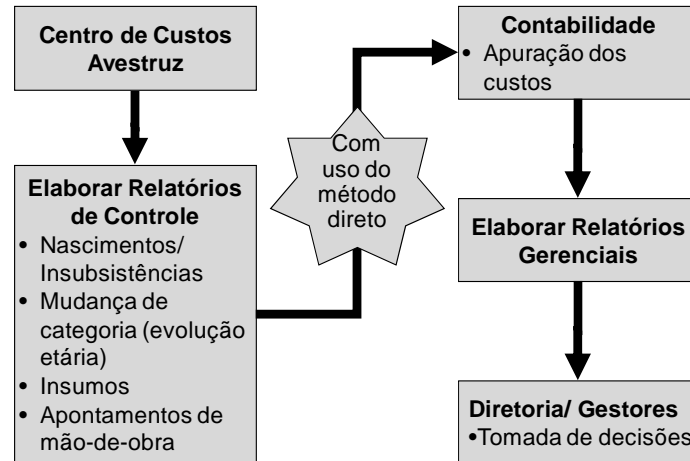 Centro de Custos
Avestruz
Elaborar Relatórios
de Controle
• Nascimentos/
Insubsistências
• Mudança de
categoria (evolução
etária)
• Insumos
• Apontamentos de
mão-de-obra
Com
uso do
método
direto
Contabilidade
• Apuração dos
custos
Elaborar Relatórios
Gerenciais
Diretoria/ Gestores
•Tomada de decisões